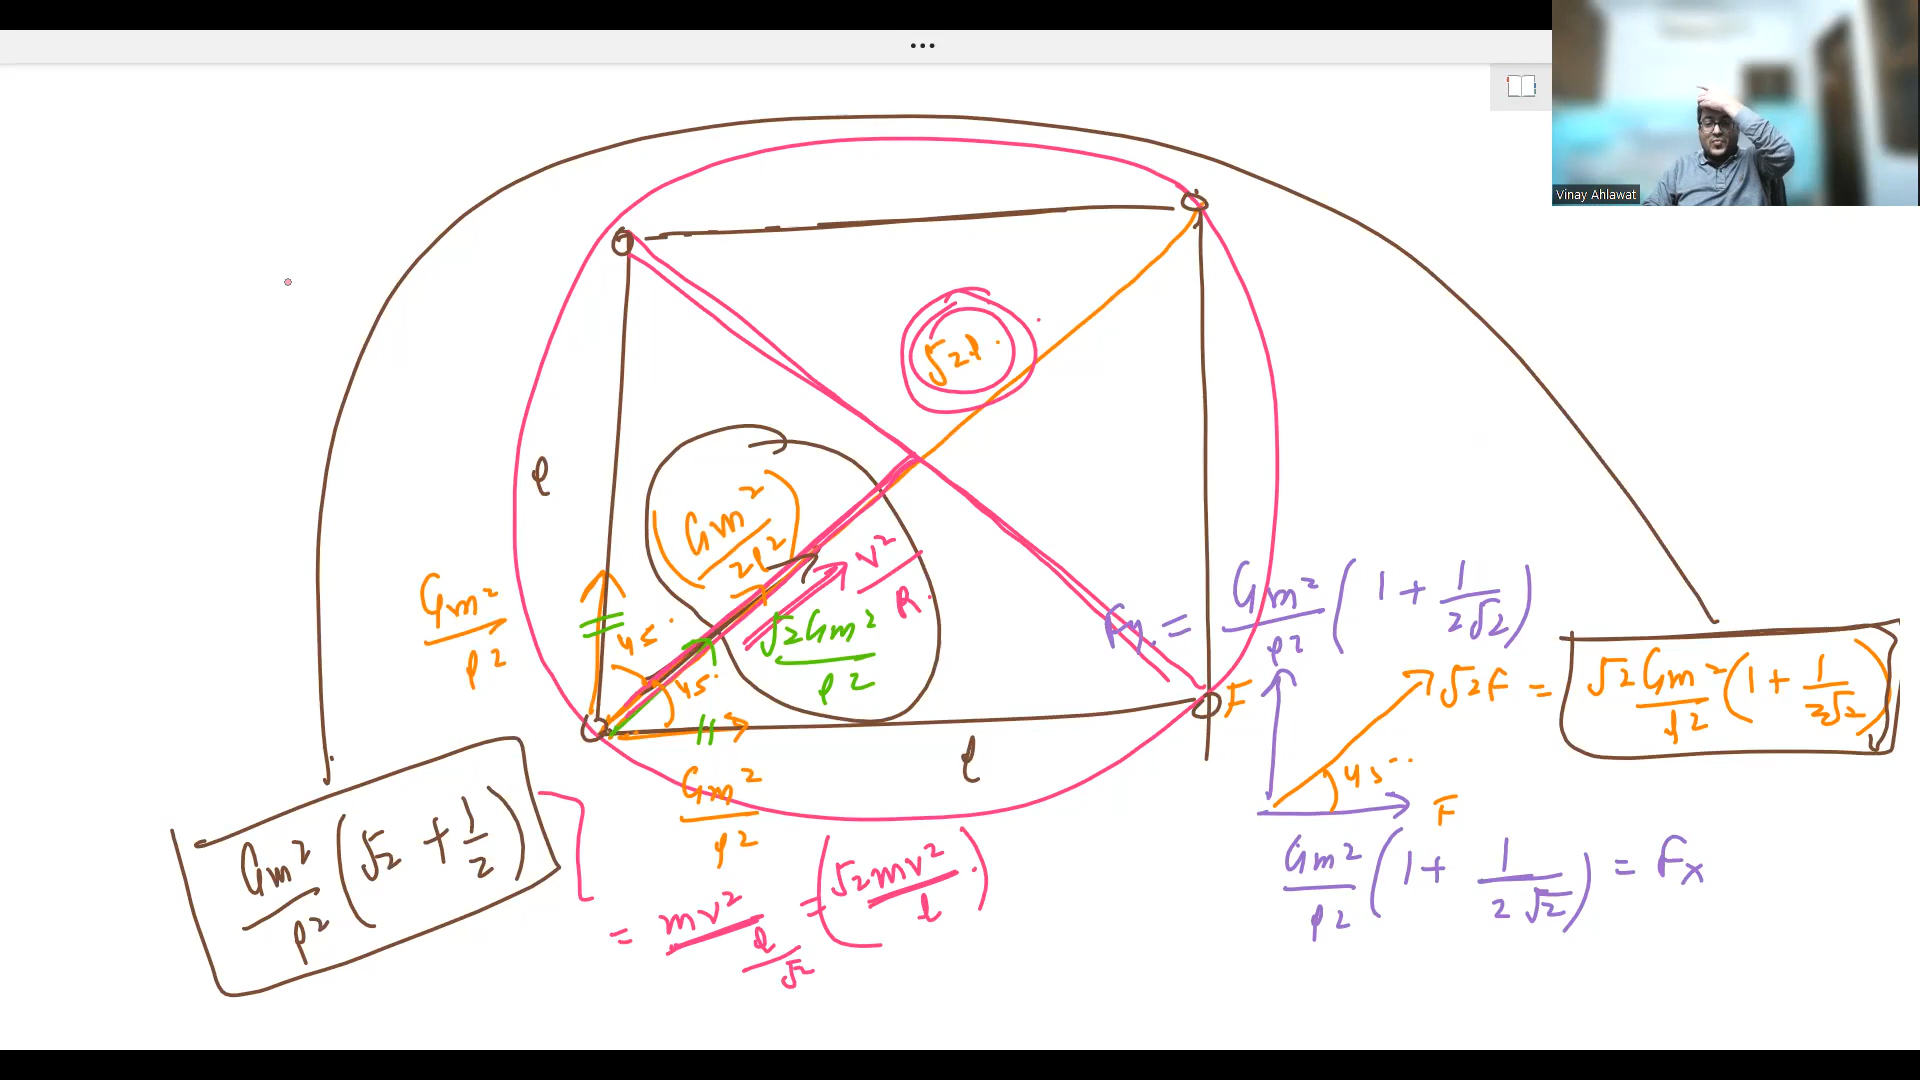 Vinay Ahlawat
√2 l
l
Gm²/l²
45°
Gm²/2l²
v²/R
45°
√2Gm²/l²
Fy = Gm²/l² (1 + 1/2√2)
F
√2F = √2Gm²/l² (1 + 1/2√2)
45°
F
l
Gm²/l²
Gm²/l² (√2 + 1/2)
= mv²/(l/√2) = (√2mv²/l)
Gm²/l² (1 + 1/2√2) = Fx